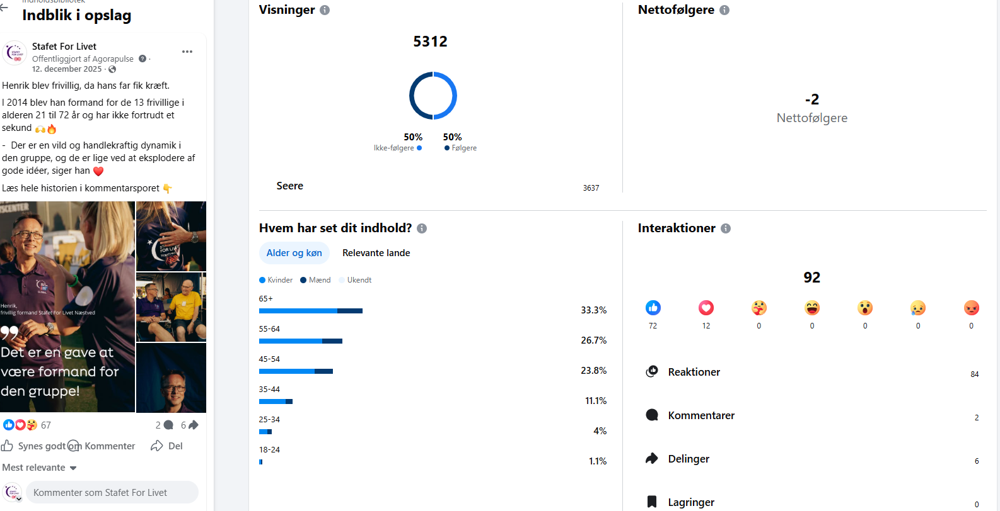 Indholdsbibliotek
Indblik i opslag
Stafet For Livet
Offentliggjort af Agorapulse
12. december 2025 ·
Henrik blev frivillig, da hans far fik kræft.
I 2014 blev han formand for de 13 frivillige i
alderen 21 til 72 år og har ikke fortrudt et
sekund 🙌🔥
- Der er en vild og handlekraftig dynamik i
den gruppe, og de er lige ved at eksplodere af
gode idéer, siger han ❤️
Læs hele historien i kommentarsporet 👇
Henrik,
frivillig formand Stafet For Livet Næstved
Det er en gave at
være formand for
den gruppe!
67
2
6
Synes godt om
Kommenter
Del
Mest relevante
Kommenter som Stafet For Livet
Visninger
5312
50%
Ikke-følgere
50%
Følgere
Seere
3637
Nettofølgere
-2
Nettofølgere
Hvem har set dit indhold?
Alder og køn
Relevante lande
Kvinder
Mænd
Ukendt
65+
33.3%
55-64
26.7%
45-54
23.8%
35-44
11.1%
25-34
4%
18-24
1.1%
Interaktioner
92
72
12
0
0
0
0
0
Reaktioner
84
Kommentarer
2
Delinger
6
Lagringer
0